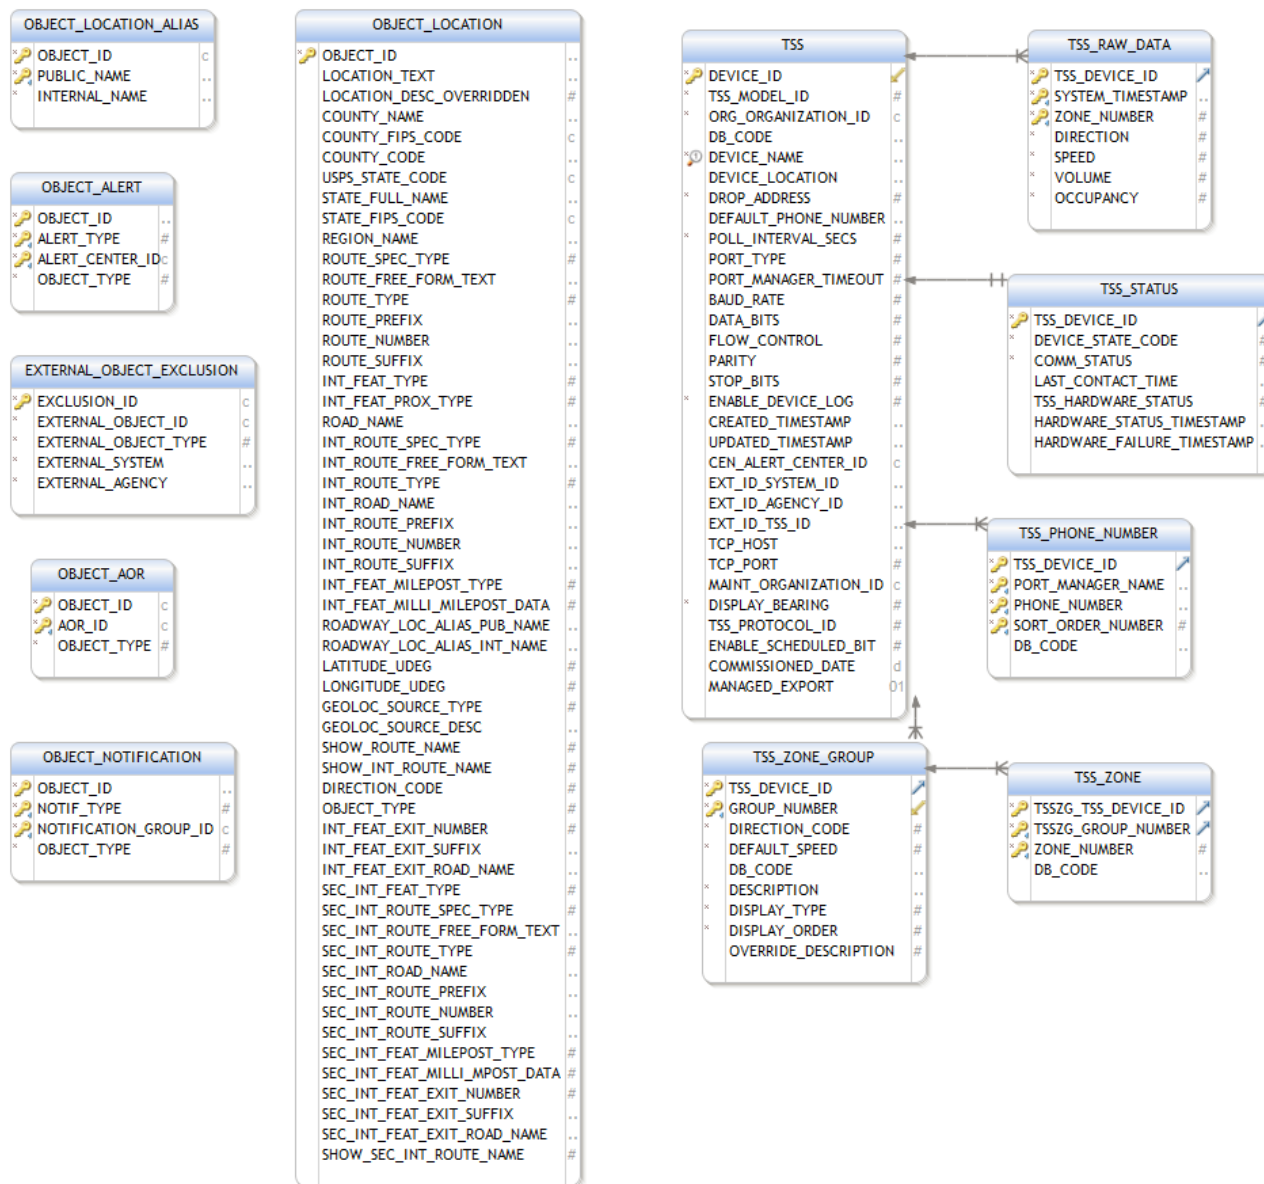 OBJECT_LOCATION_ALIAS
OBJECT_ID c
PUBLIC_NAME ..
INTERNAL_NAME ..
OBJECT_ALERT
OBJECT_ID ..
ALERT_TYPE #
ALERT_CENTER_ID c
OBJECT_TYPE #
EXTERNAL_OBJECT_EXCLUSION
EXCLUSION_ID c
EXTERNAL_OBJECT_ID c
EXTERNAL_OBJECT_TYPE #
EXTERNAL_SYSTEM ..
EXTERNAL_AGENCY ..
OBJECT_AOR
OBJECT_ID c
AOR_ID c
OBJECT_TYPE #
OBJECT_NOTIFICATION
OBJECT_ID ..
NOTIF_TYPE #
NOTIFICATION_GROUP_ID c
OBJECT_TYPE #
OBJECT_LOCATION
OBJECT_ID ..
LOCATION_TEXT ..
LOCATION_DESC_OVERRIDDEN #
COUNTY_NAME ..
COUNTY_FIPS_CODE c
COUNTY_CODE ..
USPS_STATE_CODE c
STATE_FULL_NAME ..
STATE_FIPS_CODE c
REGION_NAME ..
ROUTE_SPEC_TYPE #
ROUTE_FREE_FORM_TEXT ..
ROUTE_TYPE #
ROUTE_PREFIX ..
ROUTE_NUMBER ..
ROUTE_SUFFIX ..
INT_FEAT_TYPE #
INT_FEAT_PROX_TYPE #
ROAD_NAME ..
INT_ROUTE_SPEC_TYPE #
INT_ROUTE_FREE_FORM_TEXT ..
INT_ROUTE_TYPE #
INT_ROAD_NAME ..
INT_ROUTE_PREFIX ..
INT_ROUTE_NUMBER ..
INT_ROUTE_SUFFIX ..
INT_FEAT_MILEPOST_TYPE #
INT_FEAT_MILLI_MILEPOST_DATA #
ROADWAY_LOC_ALIAS_PUB_NAME ..
ROADWAY_LOC_ALIAS_INT_NAME ..
LATITUDE_UDEG #
LONGITUDE_UDEG #
GEOLOC_SOURCE_TYPE #
GEOLOC_SOURCE_DESC ..
SHOW_ROUTE_NAME #
SHOW_INT_ROUTE_NAME #
DIRECTION_CODE #
OBJECT_TYPE #
INT_FEAT_EXIT_NUMBER #
INT_FEAT_EXIT_SUFFIX ..
INT_FEAT_EXIT_ROAD_NAME ..
SEC_INT_FEAT_TYPE #
SEC_INT_ROUTE_SPEC_TYPE #
SEC_INT_ROUTE_FREE_FORM_TEXT ..
SEC_INT_ROUTE_TYPE #
SEC_INT_ROAD_NAME ..
SEC_INT_ROUTE_PREFIX ..
SEC_INT_ROUTE_NUMBER ..
SEC_INT_ROUTE_SUFFIX ..
SEC_INT_FEAT_MILEPOST_TYPE #
SEC_INT_FEAT_MILLI_MPOST_DATA #
SEC_INT_FEAT_EXIT_NUMBER #
SEC_INT_FEAT_EXIT_SUFFIX ..
SEC_INT_FEAT_EXIT_ROAD_NAME ..
SHOW_SEC_INT_ROUTE_NAME #
TSS
DEVICE_ID
TSS_MODEL_ID #
ORG_ORGANIZATION_ID c
DB_CODE ..
DEVICE_NAME ..
DEVICE_LOCATION ..
DROP_ADDRESS #
DEFAULT_PHONE_NUMBER ..
POLL_INTERVAL_SECS #
PORT_TYPE #
PORT_MANAGER_TIMEOUT #
BAUD_RATE #
DATA_BITS #
FLOW_CONTROL #
PARITY #
STOP_BITS #
ENABLE_DEVICE_LOG #
CREATED_TIMESTAMP ..
UPDATED_TIMESTAMP ..
CEN_ALERT_CENTER_ID c
EXT_ID_SYSTEM_ID ..
EXT_ID_AGENCY_ID ..
EXT_ID_TSS_ID ..
TCP_HOST ..
TCP_PORT #
MAINT_ORGANIZATION_ID c
DISPLAY_BEARING #
TSS_PROTOCOL_ID #
ENABLE_SCHEDULED_BIT #
COMMISSIONED_DATE d
MANAGED_EXPORT 01
TSS_ZONE_GROUP
TSS_DEVICE_ID
GROUP_NUMBER
DIRECTION_CODE #
DEFAULT_SPEED #
DB_CODE ..
DESCRIPTION ..
DISPLAY_TYPE #
DISPLAY_ORDER #
OVERRIDE_DESCRIPTION #
TSS_RAW_DATA
TSS_DEVICE_ID
SYSTEM_TIMESTAMP ..
ZONE_NUMBER #
DIRECTION #
SPEED #
VOLUME #
OCCUPANCY #
TSS_STATUS
TSS_DEVICE_ID
DEVICE_STATE_CODE #
COMM_STATUS #
LAST_CONTACT_TIME .
TSS_HARDWARE_STATUS #
HARDWARE_STATUS_TIMESTAMP .
HARDWARE_FAILURE_TIMESTAMP .
TSS_PHONE_NUMBER
TSS_DEVICE_ID
PORT_MANAGER_NAME ..
PHONE_NUMBER ..
SORT_ORDER_NUMBER #
DB_CODE ..
TSS_ZONE
TSSZG_TSS_DEVICE_ID
TSSZG_GROUP_NUMBER
ZONE_NUMBER #
DB_CODE ..